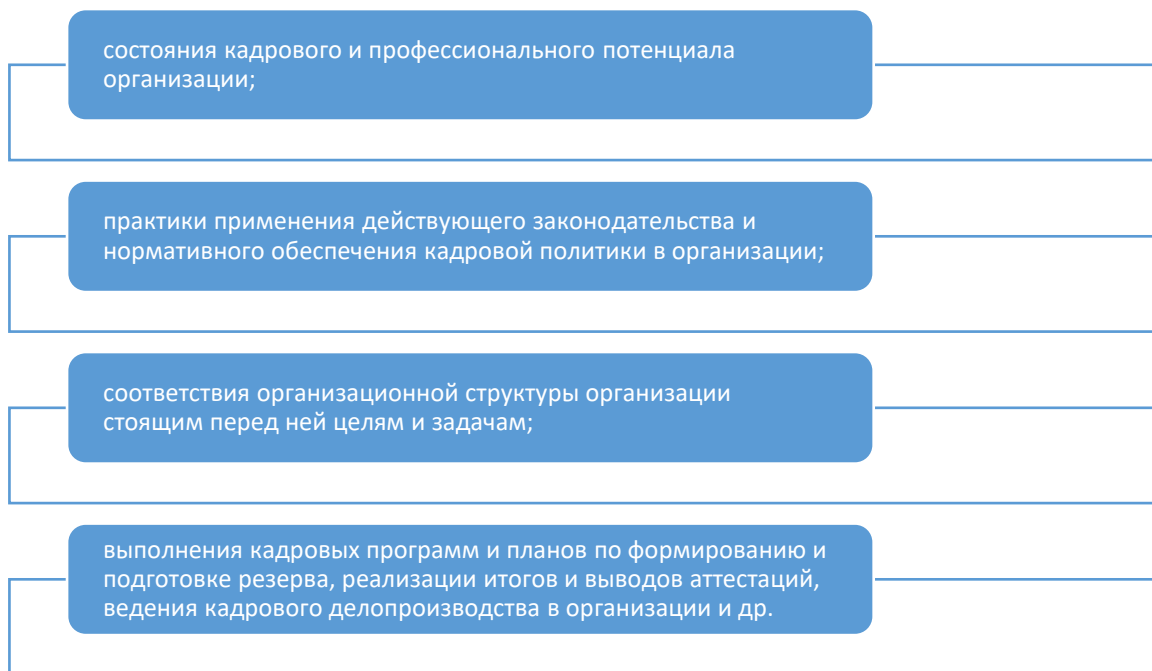 состояния кадрового и профессионального потенциала
организации;
практики применения действующего законодательства и
нормативного обеспечения кадровой политики в организации;
соответствия организационной структуры организации
стоящим перед ней целям и задачам;
выполнения кадровых программ и планов по формированию и
подготовке резерва, реализации итогов и выводов аттестаций,
ведения кадрового делопроизводства в организации и др.